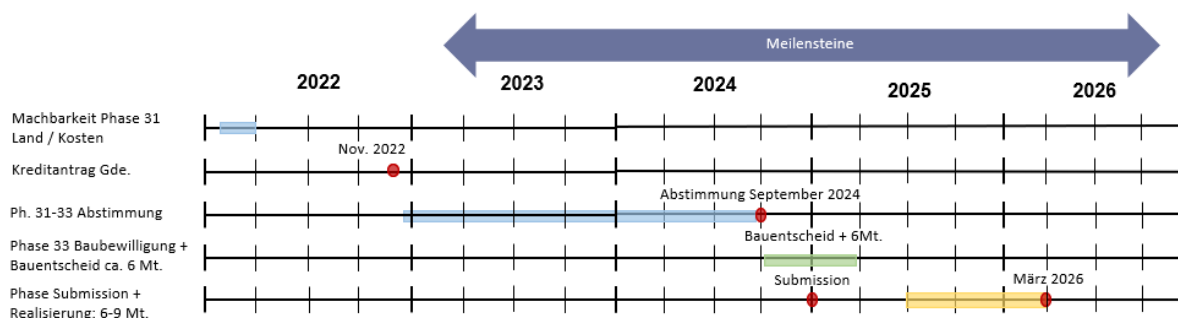 Meilensteine
2022
2023
2024
2025
2026
Machbarkeit Phase 31
Land / Kosten
Nov. 2022
Kreditantrag Gde.
Abstimmung September 2024
Ph. 31-33 Abstimmung
Bauentscheid + 6Mt.
Phase 33 Baubewilligung +
Bauentscheid ca. 6 Mt.
Submission
März 2026
Phase Submission +
Realisierung: 6-9 Mt.